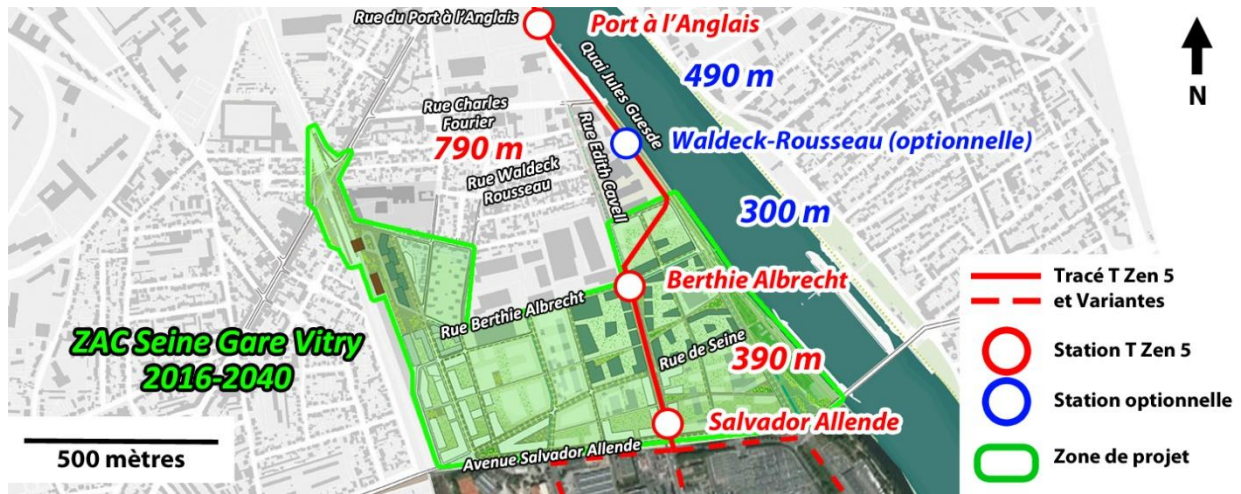 Rue du Port à l'Anglais
Port à l'Anglais
Quai Jules Guesde
490 m
N
Rue Charles
Fourier
790 m
Rue Edith Cavell
Waldeck-Rousseau (optionnelle)
Rue Waldeck
Rousseau
300 m
Berthie Albrecht
Rue Berthie Albrecht
ZAC Seine Gare Vitry
2016-2040
Rue de Seine
390 m
Salvador Allende
Avenue Salvador Allende
500 mètres
Tracé T Zen 5
et Variantes
Station T Zen 5
Station optionnelle
Zone de projet